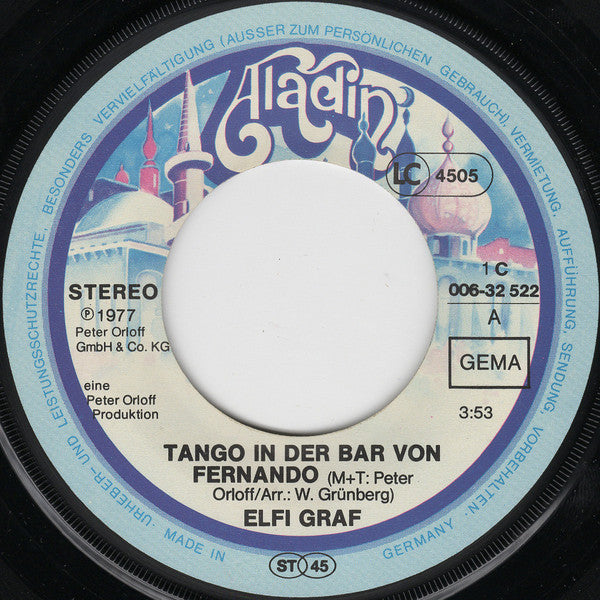 URHEBER- UND LEISTUNGSSCHUTZRECHTE, BESONDERS VERVIELFÄLTIGUNG (AUSSER ZUM PERSÖNLICHEN GEBRAUCH), VERMIETUNG, AUFFÜHRUNG, SENDUNG, VORBEHALTEN
Aladin
LC 4505
STEREO
℗ 1977
Peter Orloff
GmbH & Co. KG
eine
Peter Orloff
Produktion
1 C
006-32 522
A
GEMA
3:53
TANGO IN DER BAR VON
FERNANDO (M+T: Peter
Orloff/Arr.: W. Grünberg)
ELFI GRAF
MADE IN GERMANY
ST 45